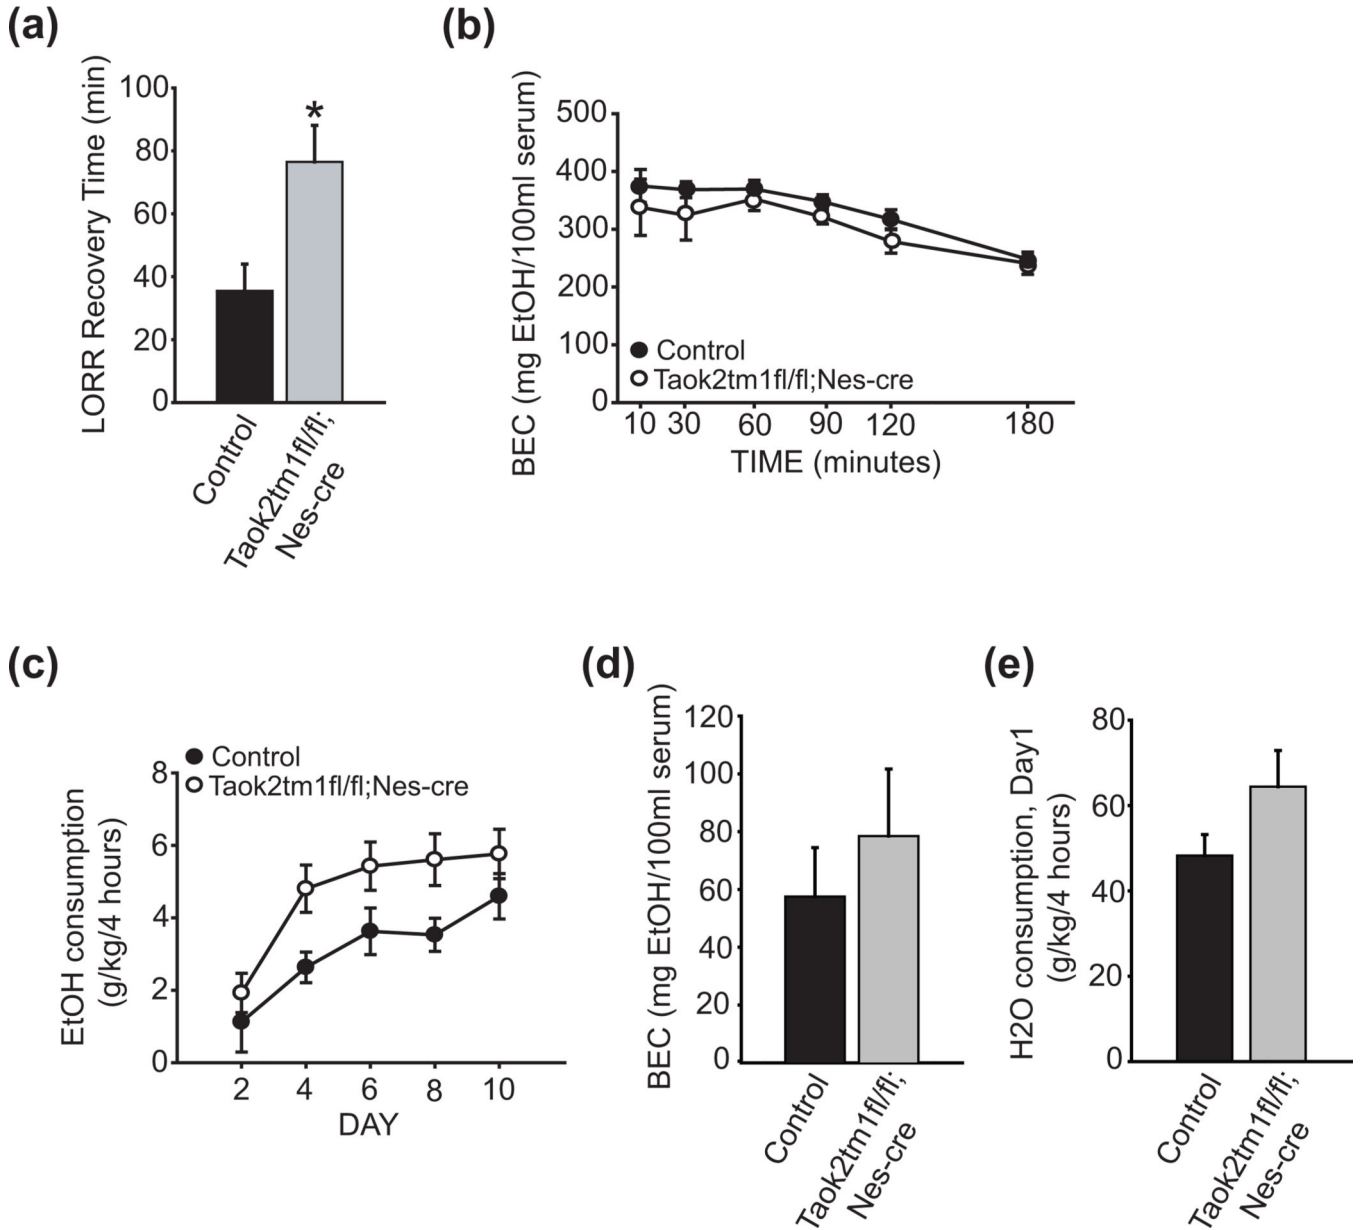 (a)
LORR Recovery Time (min)
100
80
60
40
20
0
*
Control
Taok2tm1fl/fl;
Nes-cre
(b)
BEC (mg EtOH/100ml serum)
500
400
300
200
100
0
Control
Taok2tm1fl/fl;Nes-cre
10 30 60 90 120 180
TIME (minutes)
(c)
EtOH consumption
(g/kg/4 hours)
Control
Taok2tm1fl/fl;Nes-cre
8
6
4
2
0
2 4 6 8 10
DAY
(d)
BEC (mg EtOH/100ml serum)
120
100
80
60
40
20
0
Control
Taok2tm1fl/fl;
Nes-cre
(e)
H2O consumption, Day1
(g/kg/4 hours)
80
60
40
20
0
Control
Taok2tm1fl/fl;
Nes-cre